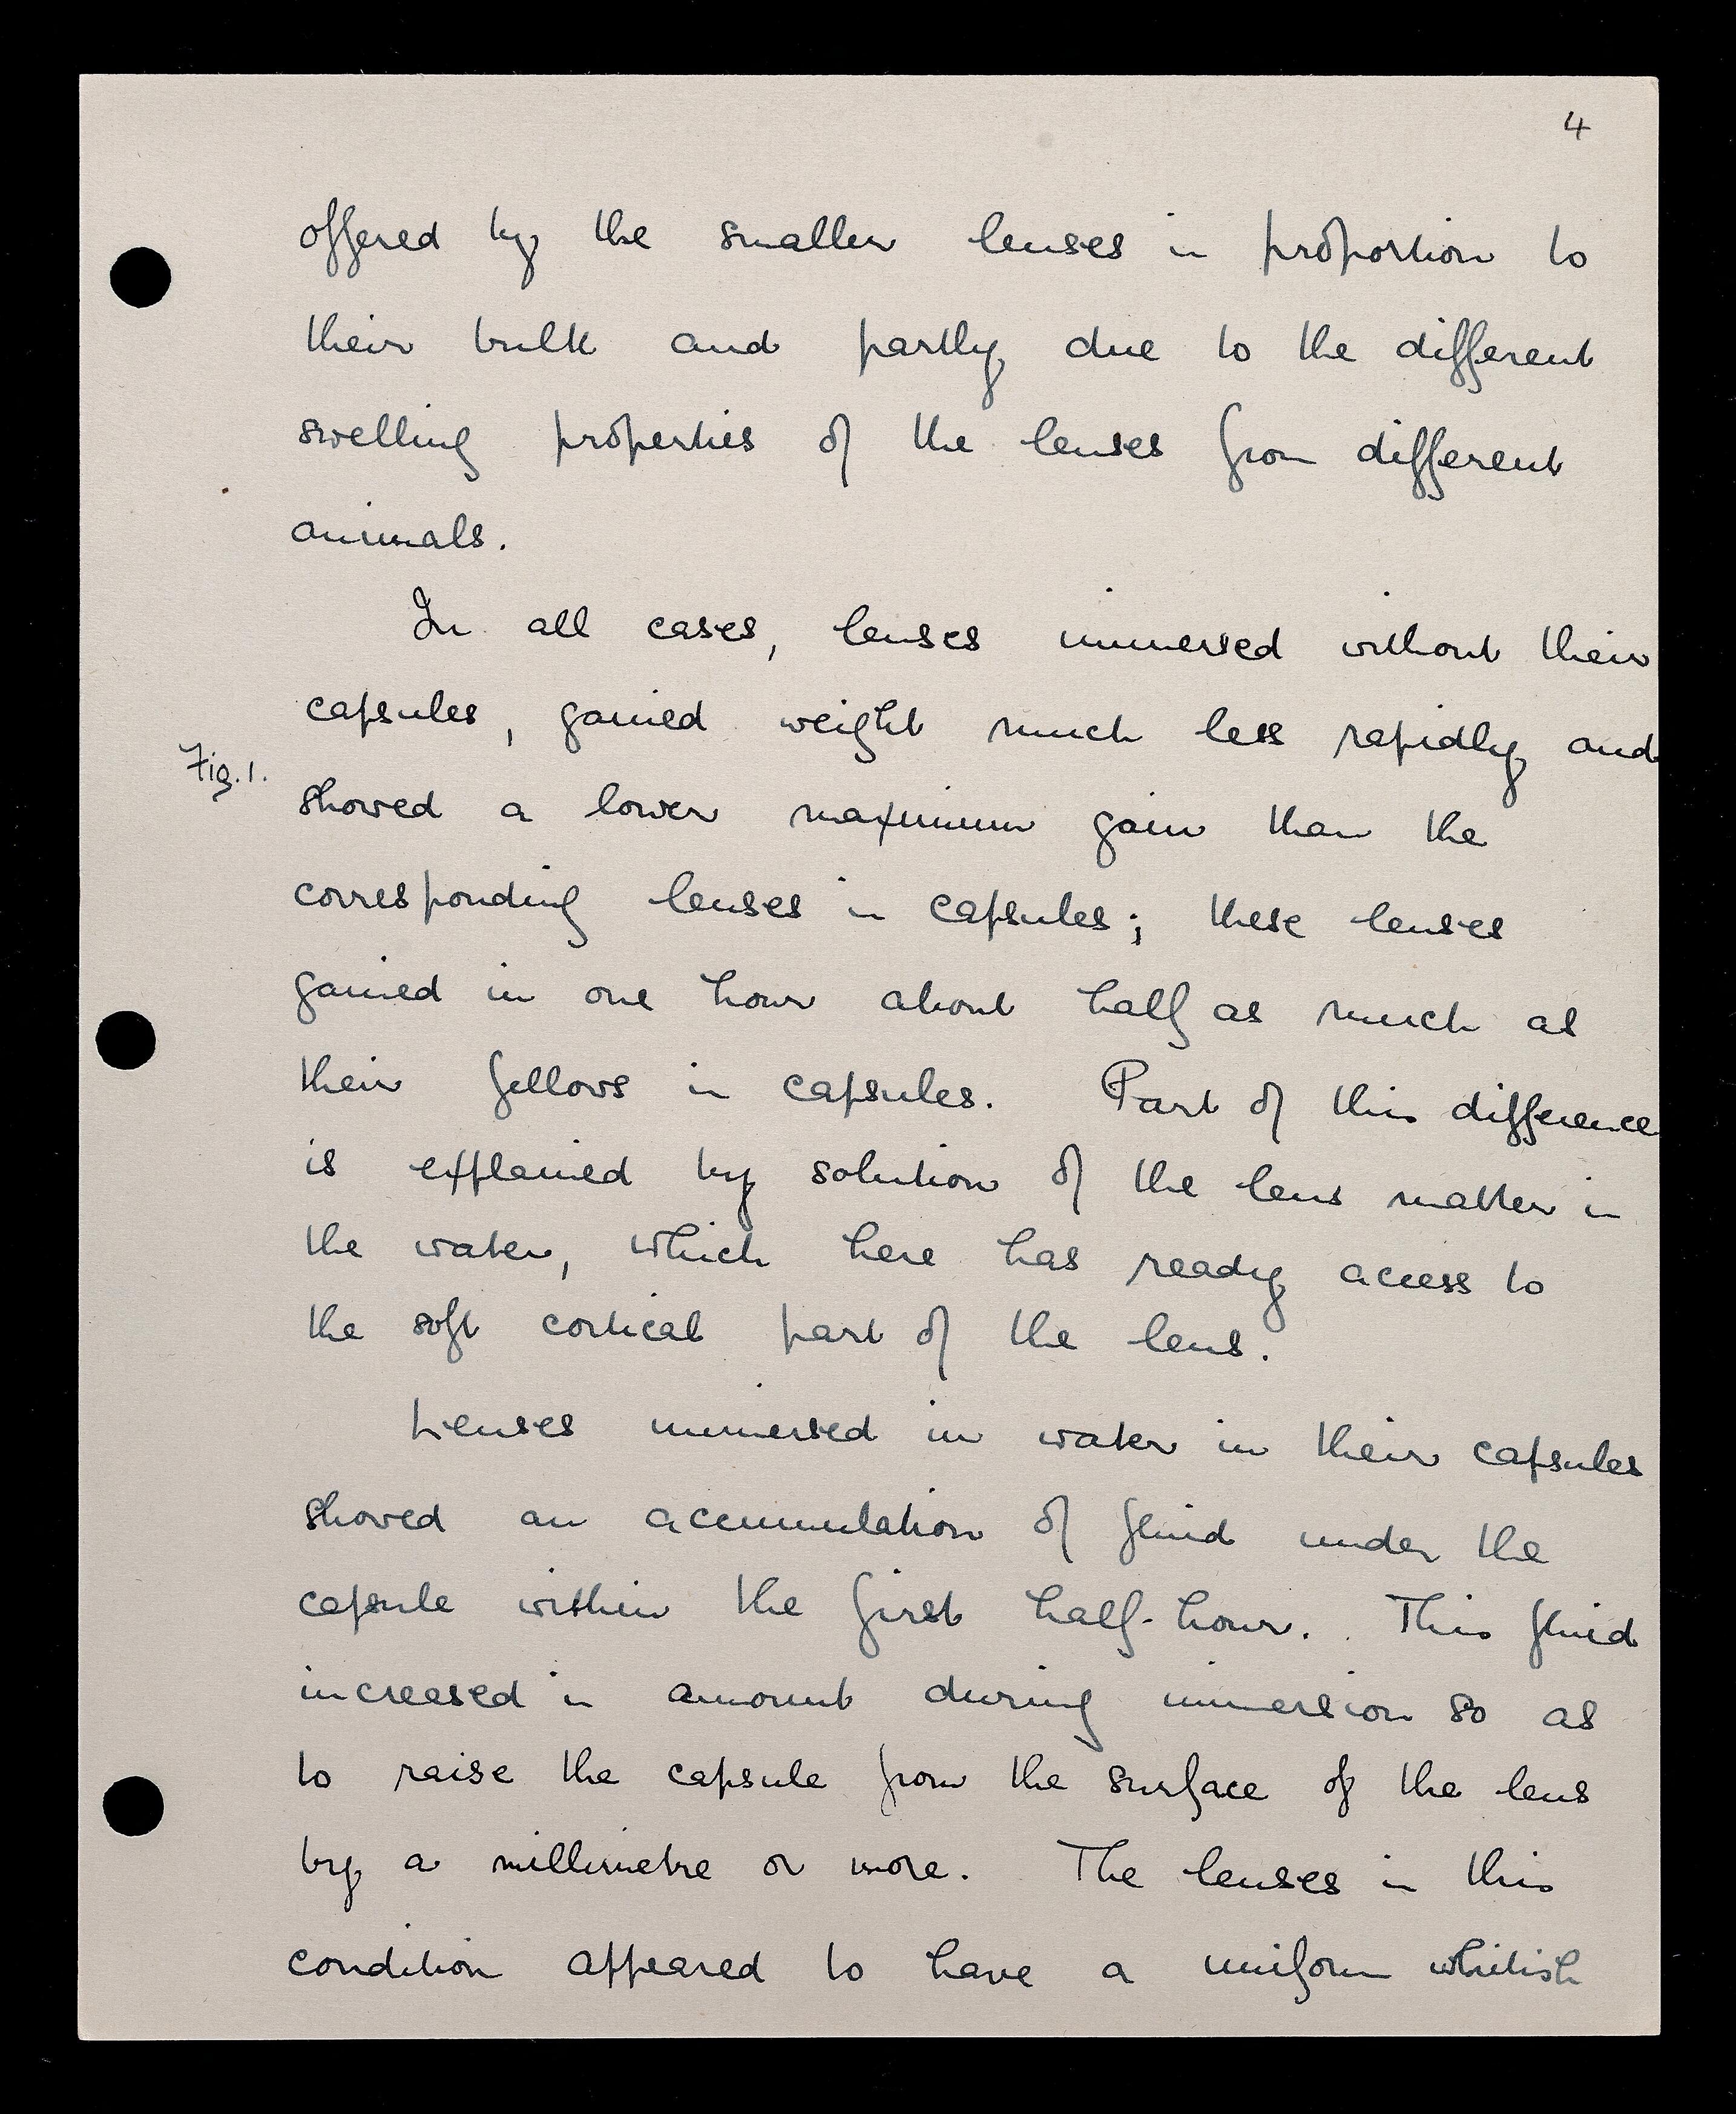 4
offered by the smaller lenses in proportion to
their bulk and partly due to the different
swelling properties of the lenses from different
animals.
In all cases, lenses immersed without their
capsules, gained weight much less rapidly and
Fig. 1.
showed a lower maximum gain than the
corresponding lenses in capsules; these lenses
gained in one hour about half as much as
their fellows in capsules. Part of this difference
is explained by solution of the lens matter in
the water, which here has ready access to
the soft cortical part of the lens.
Lenses immersed in water in their capsules
showed an accumulation of fluid under the
capsule within the first half-hour. This fluid
increased in amount during immersion so as
to raise the capsule from the surface of the lens
by a millimetre or more. The lenses in this
condition appeared to have a uniform whitish